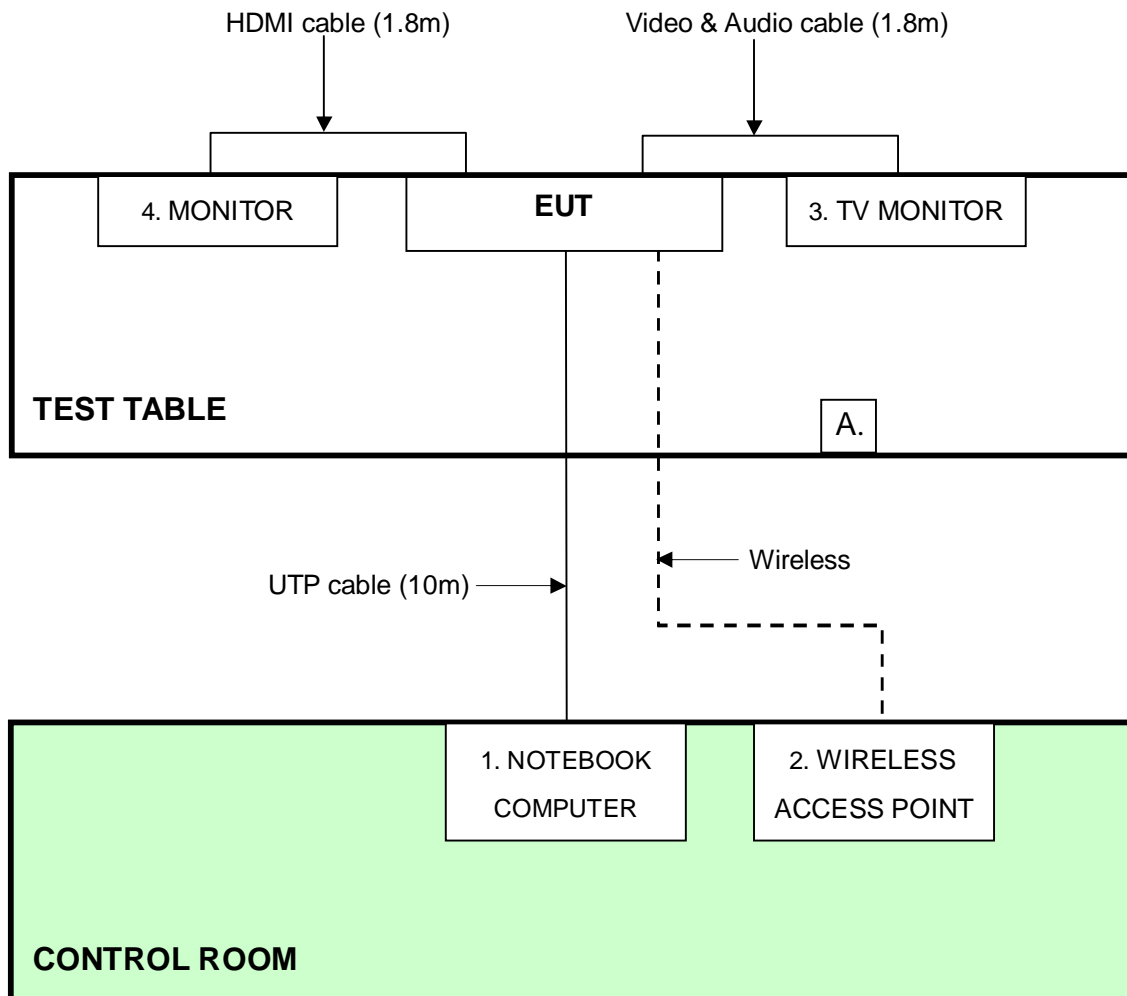 HDMI cable (1.8m)
Video & Audio cable (1.8m)
4. MONITOR
EUT
3. TV MONITOR
TEST TABLE
A.
Wireless
UTP cable (10m)
1. NOTEBOOK
COMPUTER
2. WIRELESS
ACCESS POINT
CONTROL ROOM